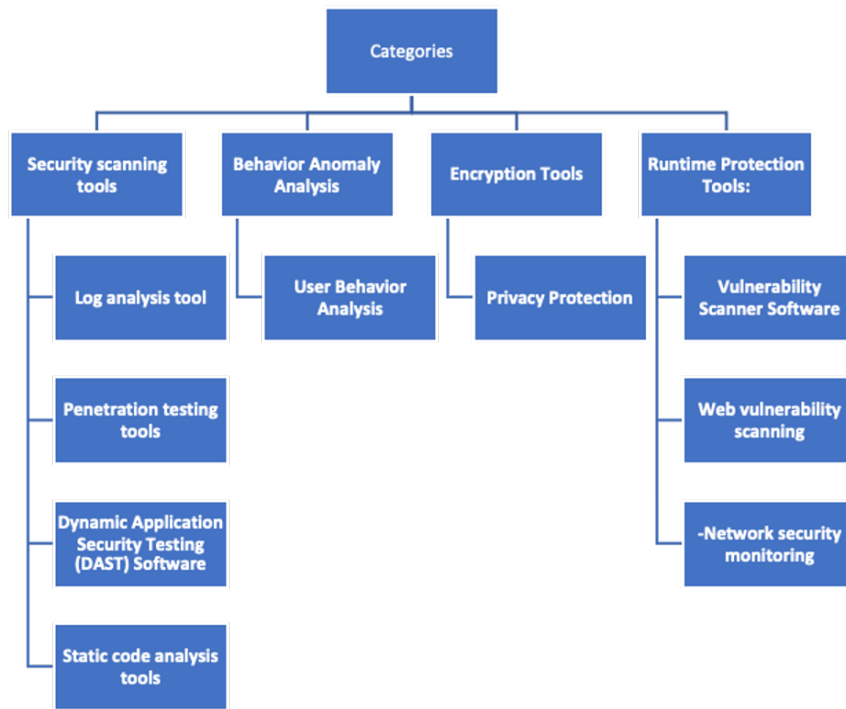 Categories
Security scanning
tools
Behavior Anomaly
Analysis
Encryption Tools
Runtime Protection
Tools:
Log analysis tool
User Behavior
Analysis
Privacy Protection
Vulnerability
Scanner Software
Penetration testing
tools
Web vulnerability
scanning
Dynamic Application
Security Testing
(DAST) Software
-Network security
monitoring
Static code analysis
tools